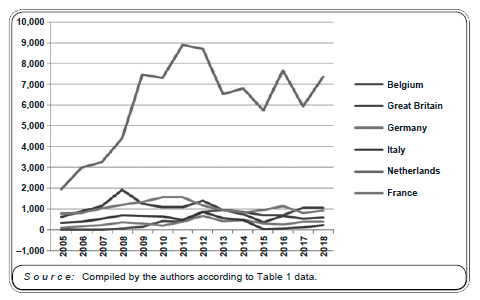 10,000
9,000
8,000
7,000
6,000
5,000
4,000
3,000
2,000
1,000
0
–1,000
2005 2006 2007 2008 2009 2010 2011 2012 2013 2014 2015 2016 2017 2018
Belgium
Great Britain
Germany
Italy
Netherlands
France
Source: Compiled by the authors according to Table 1 data.